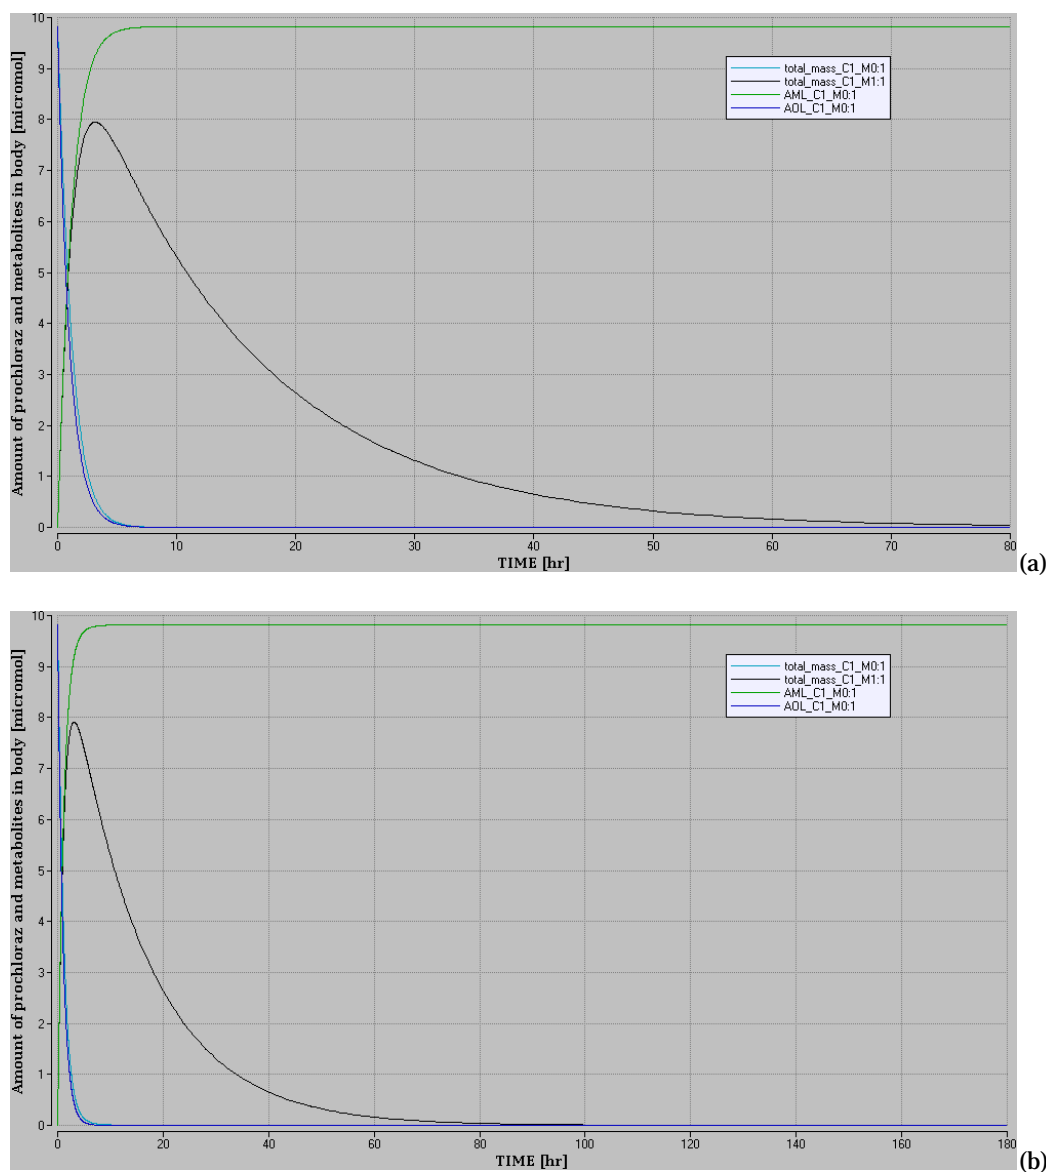 Amount of prochloraz and metabolites in body [micromol]
10
9
8
7
6
5
4
3
2
1
0
total_mass_C1_M0:1
total_mass_C1_M1:1
AML_C1_M0:1
AOL_C1_M0:1
0 10 20 30 40 50 60 70 80
TIME [hr]
(a)
Amount of prochloraz and metabolites in body [micromol]
10
9
8
7
6
5
4
3
2
1
0
total_mass_C1_M0:1
total_mass_C1_M1:1
AML_C1_M0:1
AOL_C1_M0:1
0 20 40 60 80 100 120 140 160 180
TIME [hr]
(b)